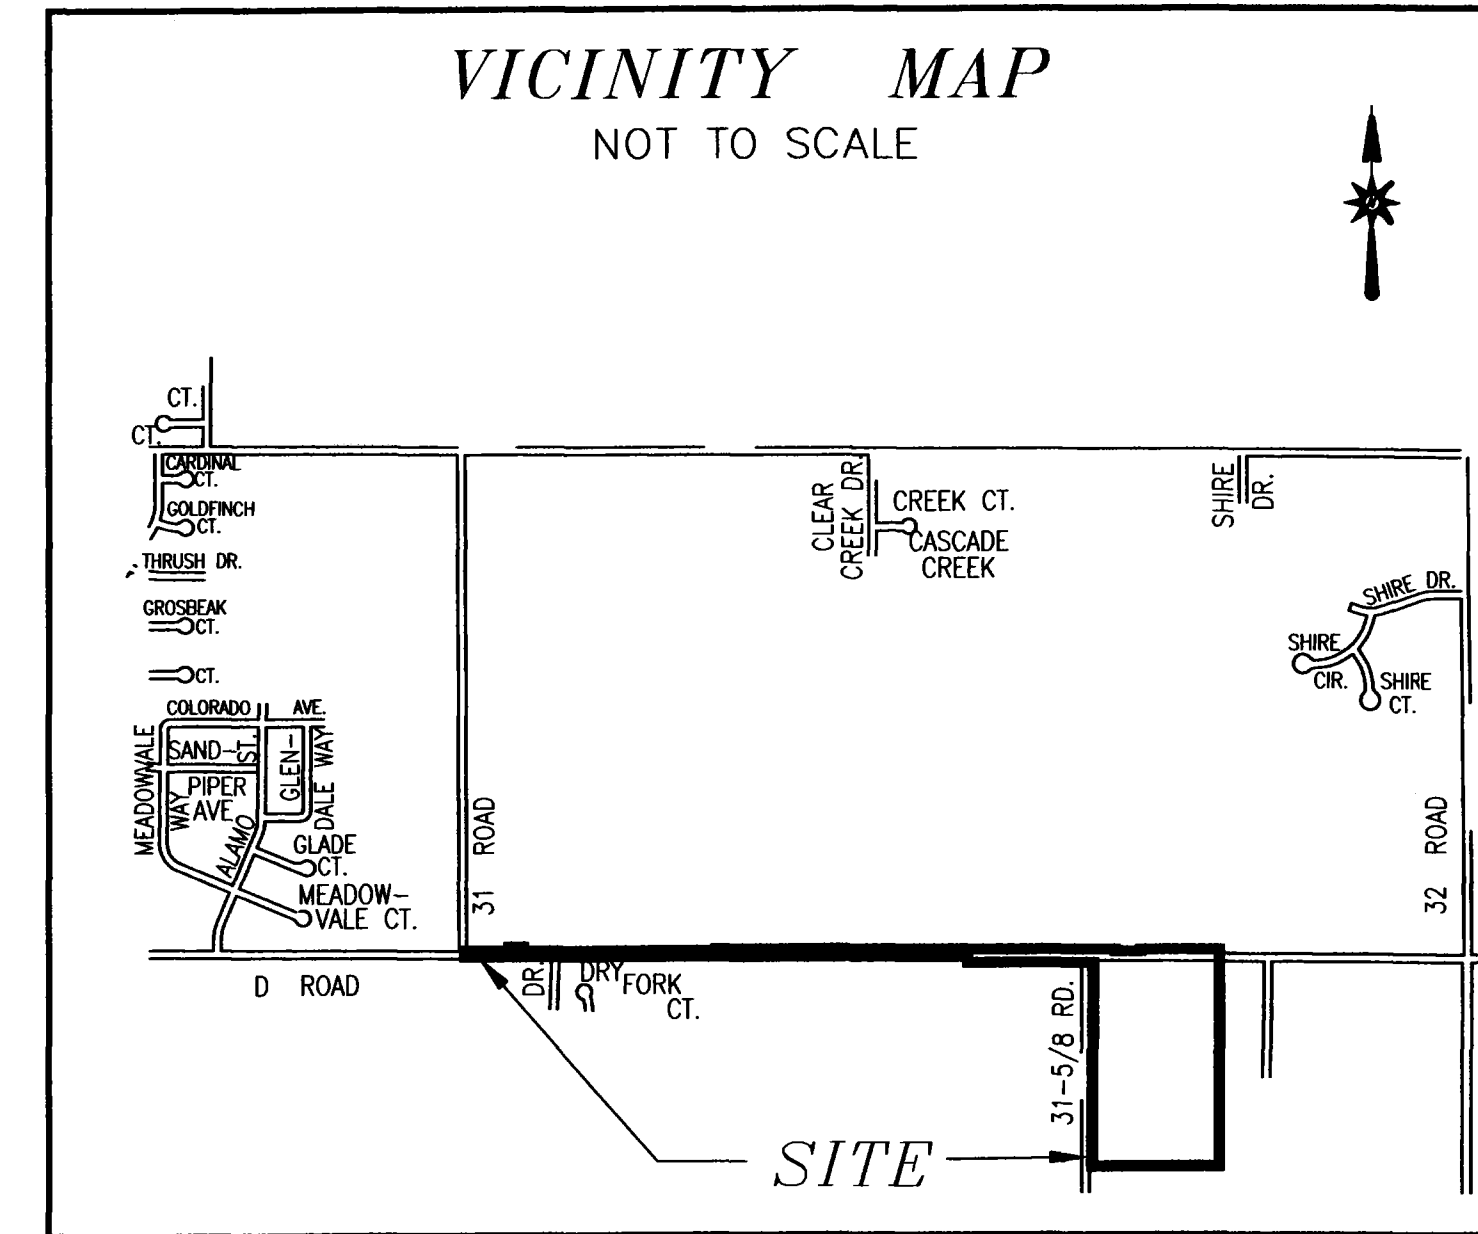 VICINITY MAP
NOT TO SCALE
CT.
CT.
CARDINAL
CT.
GOLDFINCH
CT.
THRUSH DR.
GROSBEAK
CT.
CT.
COLORADO AVE.
MEADOWVALE
WAY
SAND-
PIPER
AVE.
ST.
ALAMO
GLEN-
DALE WAY
GLADE
CT.
MEADOW-
VALE CT.
31 ROAD
D ROAD
CLEAR
CREEK DR.
CREEK CT.
CASCADE
CREEK
SHIRE
DR.
SHIRE DR.
SHIRE
CIR.
SHIRE
CT.
32 ROAD
DR.
DRY
FORK
CT.
31-5/8 RD.
SITE